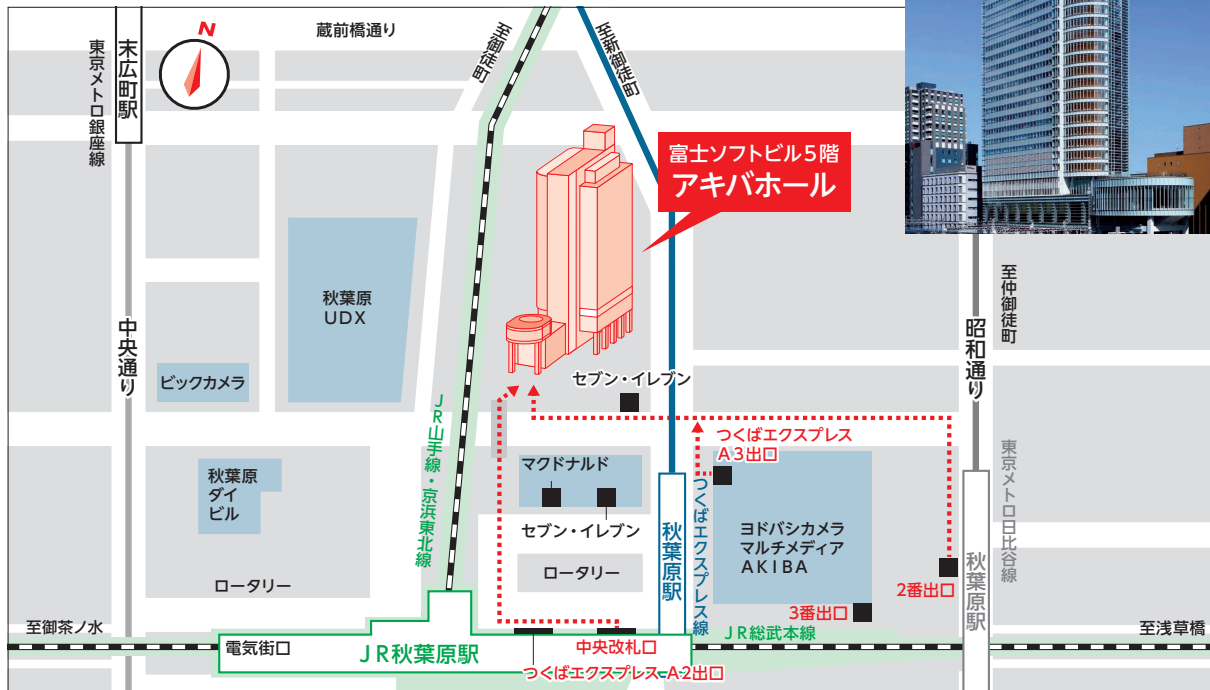 N
蔵前橋通り
末広町駅
東京メトロ銀座線
至御徒町
至新御徒町
富士ソフトビル5階
アキバホール
秋葉原
UDX
至仲御徒町
中央通り
昭和通り
ビックカメラ
セブン・イレブン
JR山手線・京浜東北線
つくばエクスプレス
A3出口
東京メトロ日比谷線
秋葉原
ダイ
ビル
マクドナルド
セブン・イレブン
つくばエクスプレス線
秋葉原駅
ヨドバシカメラ
マルチメディア
AKIBA
ロータリー
ロータリー
2番出口
秋葉原駅
3番出口
至御茶ノ水
電気街口
JR秋葉原駅
中央改札口
JR総武本線
至浅草橋
つくばエクスプレス A2出口